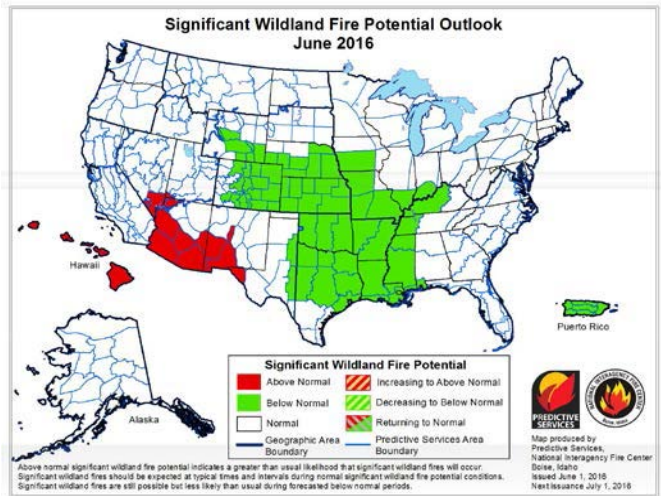 Significant Wildland Fire Potential Outlook
June 2016
Hawaii
Puerto Rico
Alaska
Significant Wildland Fire Potential
Above Normal
Increasing to Above Normal
Below Normal
Decreasing to Below Normal
Normal
Returning to Normal
Geographic Area
Boundary
Predictive Services Area
Boundary
PREDICTIVE
SERVICES
NATIONAL INTERAGENCY FIRE CENTER
Map produced by
Predictive Services,
National Interagency Fire Center
Boise, Idaho
Issued June 1, 2016
Next issuance July 1, 2016
Above normal significant wildland fire potential indicates a greater than usual likelihood that significant wildland fires will occur.
Significant wildland fires should be expected at typical times and intervals during normal significant wildland fire potential conditions.
Significant wildland fires are still possible but less likely than usual during forecasted below normal periods.